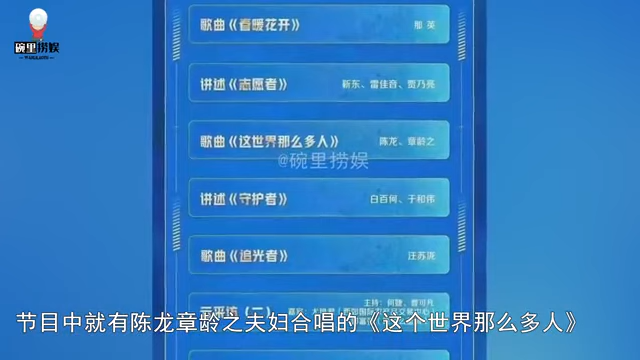 碗里捞娱
歌曲《春暖花开》 那英
讲述《志愿者》 靳东、雷佳音、贾乃亮
歌曲《这世界那么多人》 陈龙、章龄之
@碗里捞娱
讲述《守护者》 白百何、于和伟
歌曲《追光者》 汪苏泷
节目中就有陈龙章龄之夫妇合唱的《这个世界那么多人》